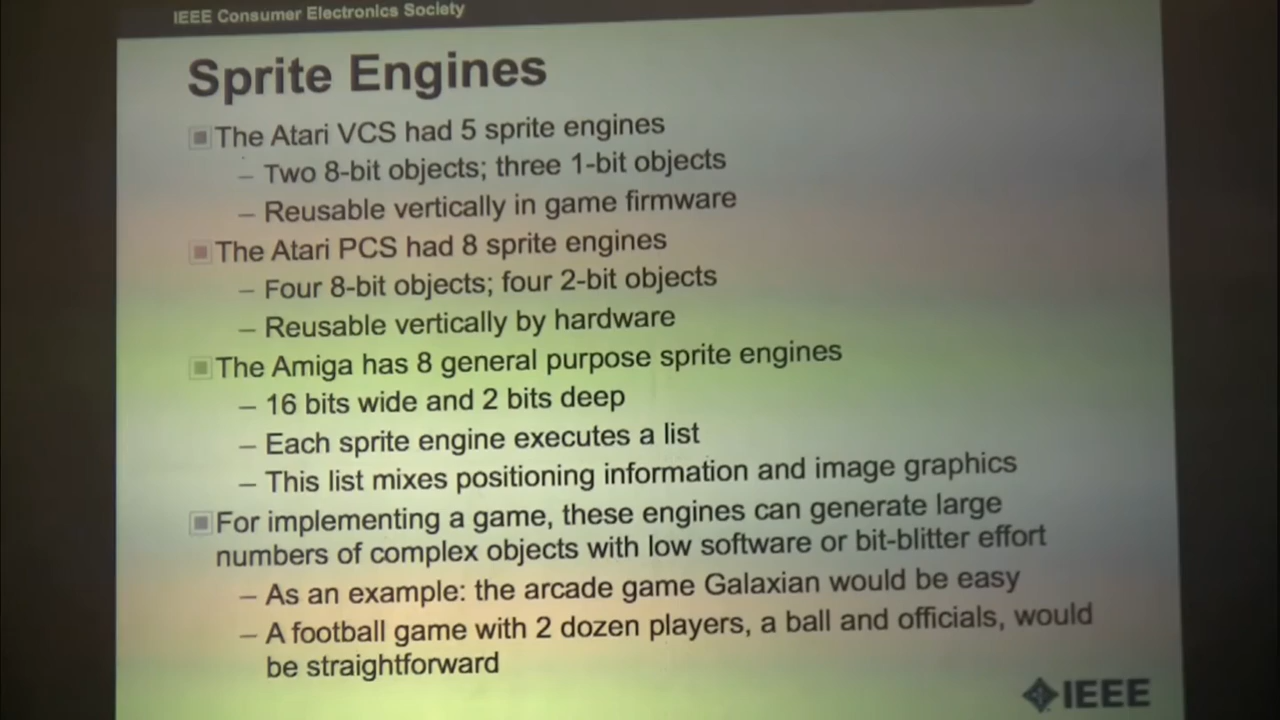 IEEE Consumer Electronics Society
Sprite Engines
The Atari VCS had 5 sprite engines
– Two 8-bit objects; three 1-bit objects
– Reusable vertically in game firmware
The Atari PCS had 8 sprite engines
– Four 8-bit objects; four 2-bit objects
– Reusable vertically by hardware
The Amiga has 8 general purpose sprite engines
– 16 bits wide and 2 bits deep
– Each sprite engine executes a list
– This list mixes positioning information and image graphics
For implementing a game, these engines can generate large
numbers of complex objects with low software or bit-blitter effort
– As an example: the arcade game Galaxian would be easy
– A football game with 2 dozen players, a ball and officials, would
be straightforward
IEEE